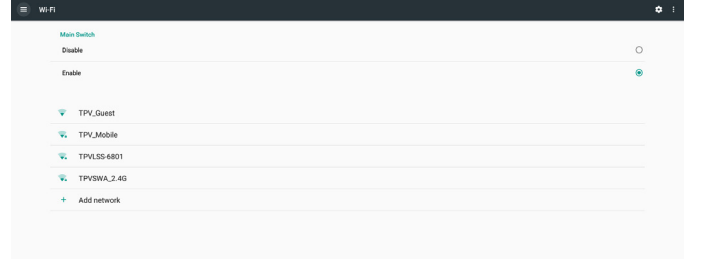 Wi-Fi
Main Switch
Disable
Enable
TPV_Guest
TPV_Mobile
TPVLSS-6801
TPVSWA_2.4G
Add network